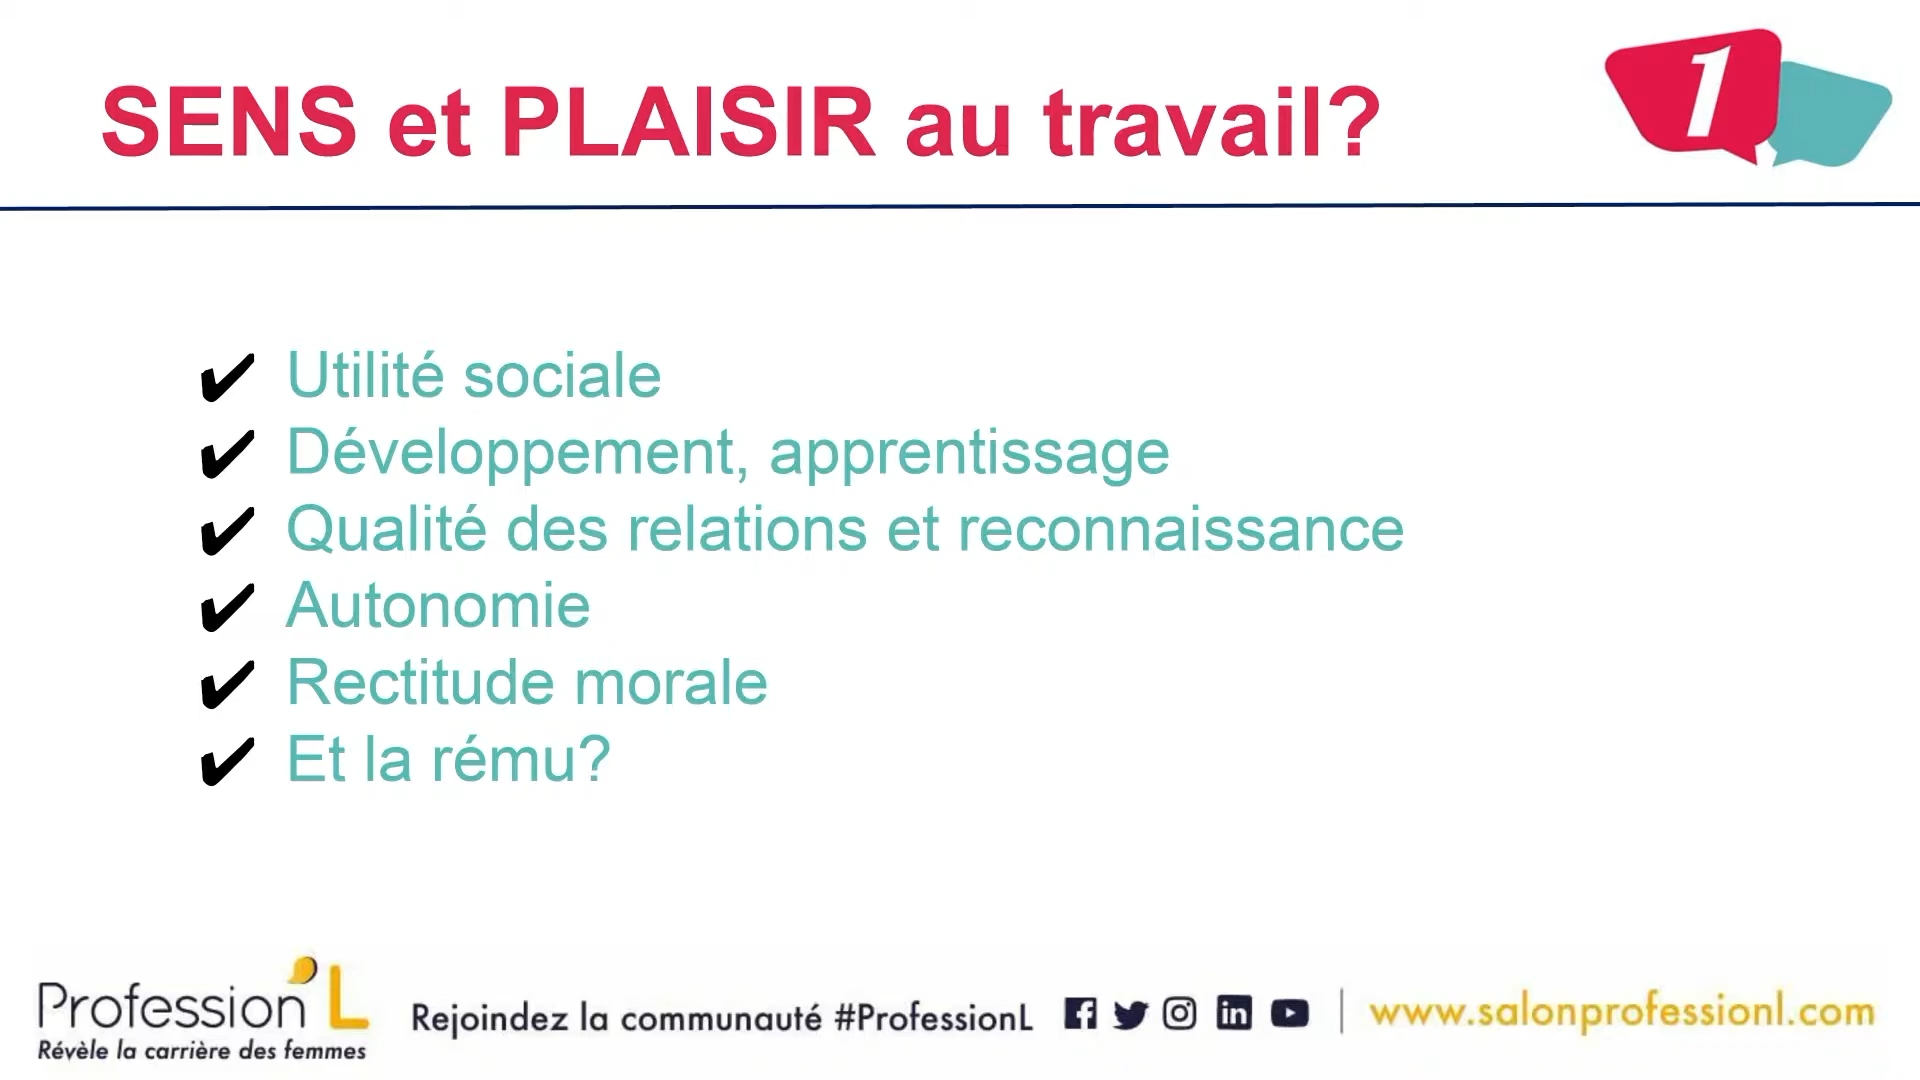 SENS et PLAISIR au travail?
1
✔ Utilité sociale
✔ Développement, apprentissage
✔ Qualité des relations et reconnaissance
✔ Autonomie
✔ Rectitude morale
✔ Et la rému?
Profession'L
Révèle la carrière des femmes
Rejoindez la communauté #ProfessionL
www.salonprofessionl.com